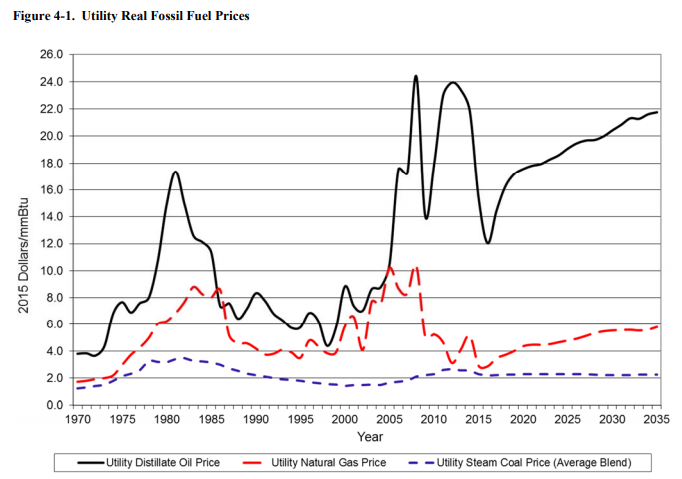 Figure 4-1. Utility Real Fossil Fuel Prices
26.0
24.0
22.0
20.0
18.0
16.0
14.0
12.0
10.0
8.0
6.0
4.0
2.0
0.0
2015 Dollars/mmBtu
1970 1975 1980 1985 1990 1995 2000 2005 2010 2015 2020 2025 2030 2035
Year
Utility Distillate Oil Price Utility Natural Gas Price Utility Steam Coal Price (Average Blend)